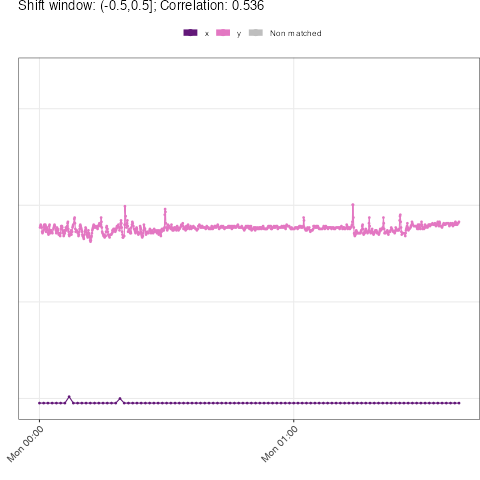 Shift window: (-0.5,0.5]; Correlation: 0.536
x y Non matched
Mon 00:00 Mon 01:00